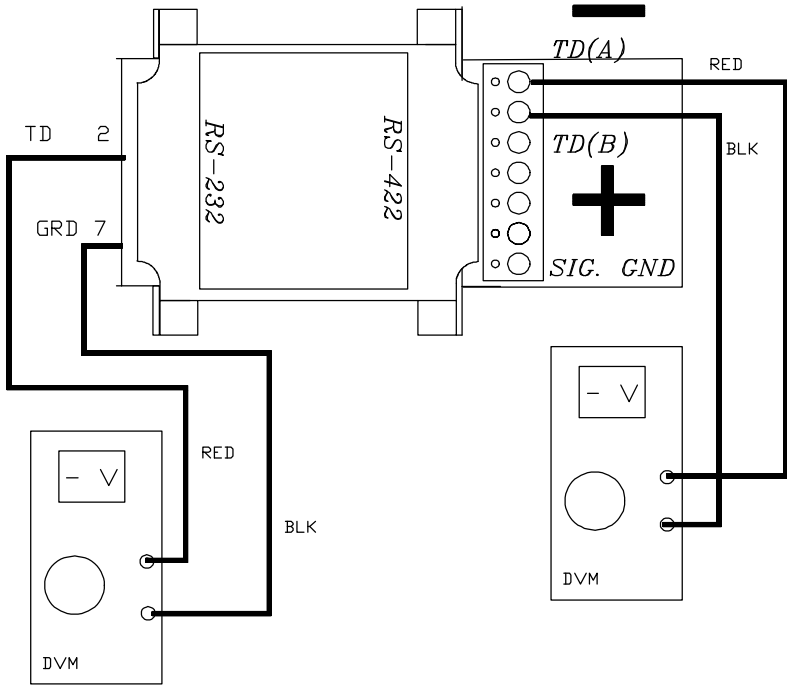 TD(A)
RED
TD 2
RS-232
RS-422
TD(B)
BLK
GRD 7
SIG. GND
- V
RED
- V
BLK
DVM
DVM